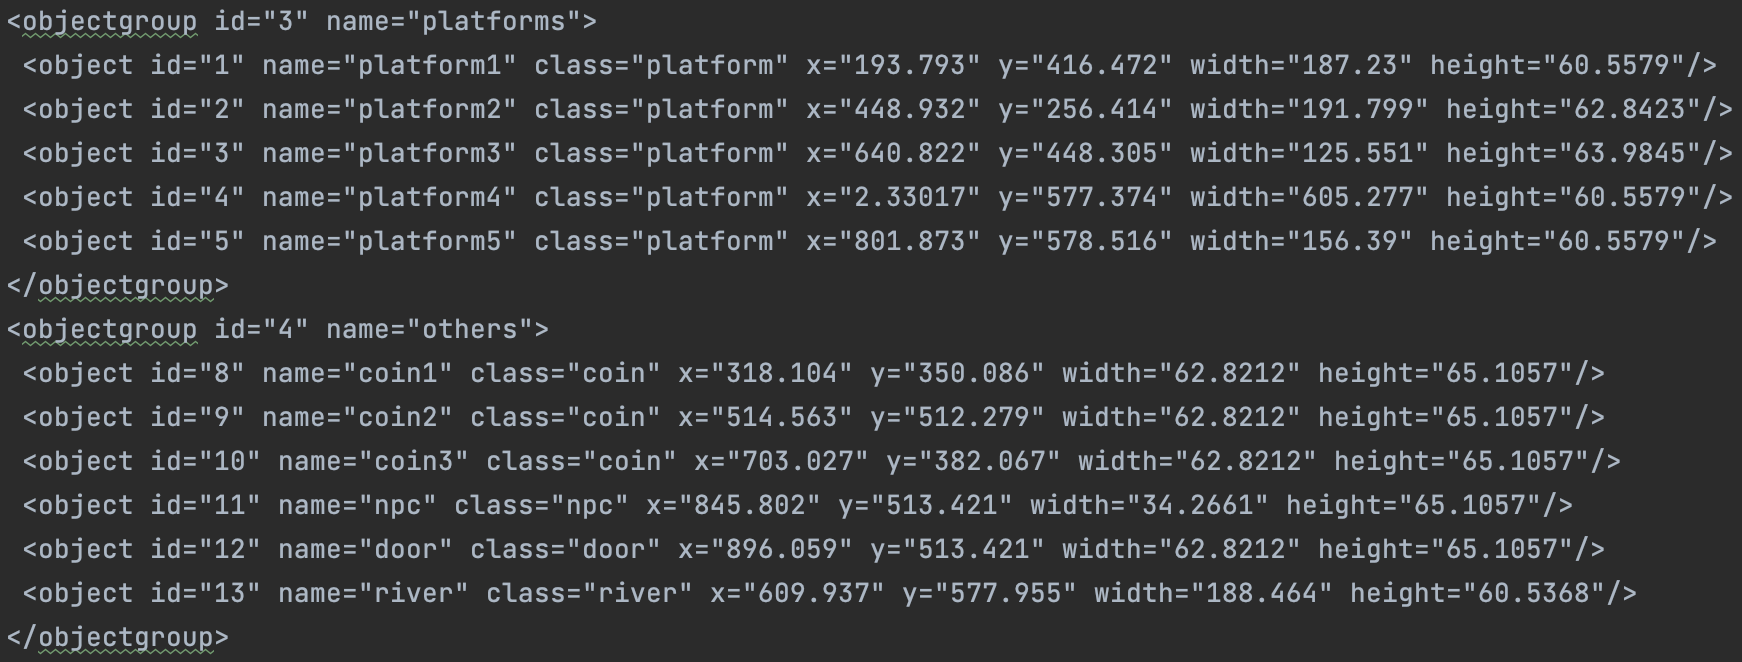 <objectgroup id="3" name="platforms">
<object id="1" name="platform1" class="platform" x="193.793" y="416.472" width="187.23" height="60.5579"/>
<object id="2" name="platform2" class="platform" x="448.932" y="256.414" width="191.799" height="62.8423"/>
<object id="3" name="platform3" class="platform" x="640.822" y="448.305" width="125.551" height="63.9845"/>
<object id="4" name="platform4" class="platform" x="2.33017" y="577.374" width="605.277" height="60.5579"/>
<object id="5" name="platform5" class="platform" x="801.873" y="578.516" width="156.39" height="60.5579"/>
</objectgroup>
<objectgroup id="4" name="others">
<object id="8" name="coin1" class="coin" x="318.104" y="350.086" width="62.8212" height="65.1057"/>
<object id="9" name="coin2" class="coin" x="514.563" y="512.279" width="62.8212" height="65.1057"/>
<object id="10" name="coin3" class="coin" x="703.027" y="382.067" width="62.8212" height="65.1057"/>
<object id="11" name="npc" class="npc" x="845.802" y="513.421" width="34.2661" height="65.1057"/>
<object id="12" name="door" class="door" x="896.059" y="513.421" width="62.8212" height="65.1057"/>
<object id="13" name="river" class="river" x="609.937" y="577.955" width="188.464" height="60.5368"/>
</objectgroup>